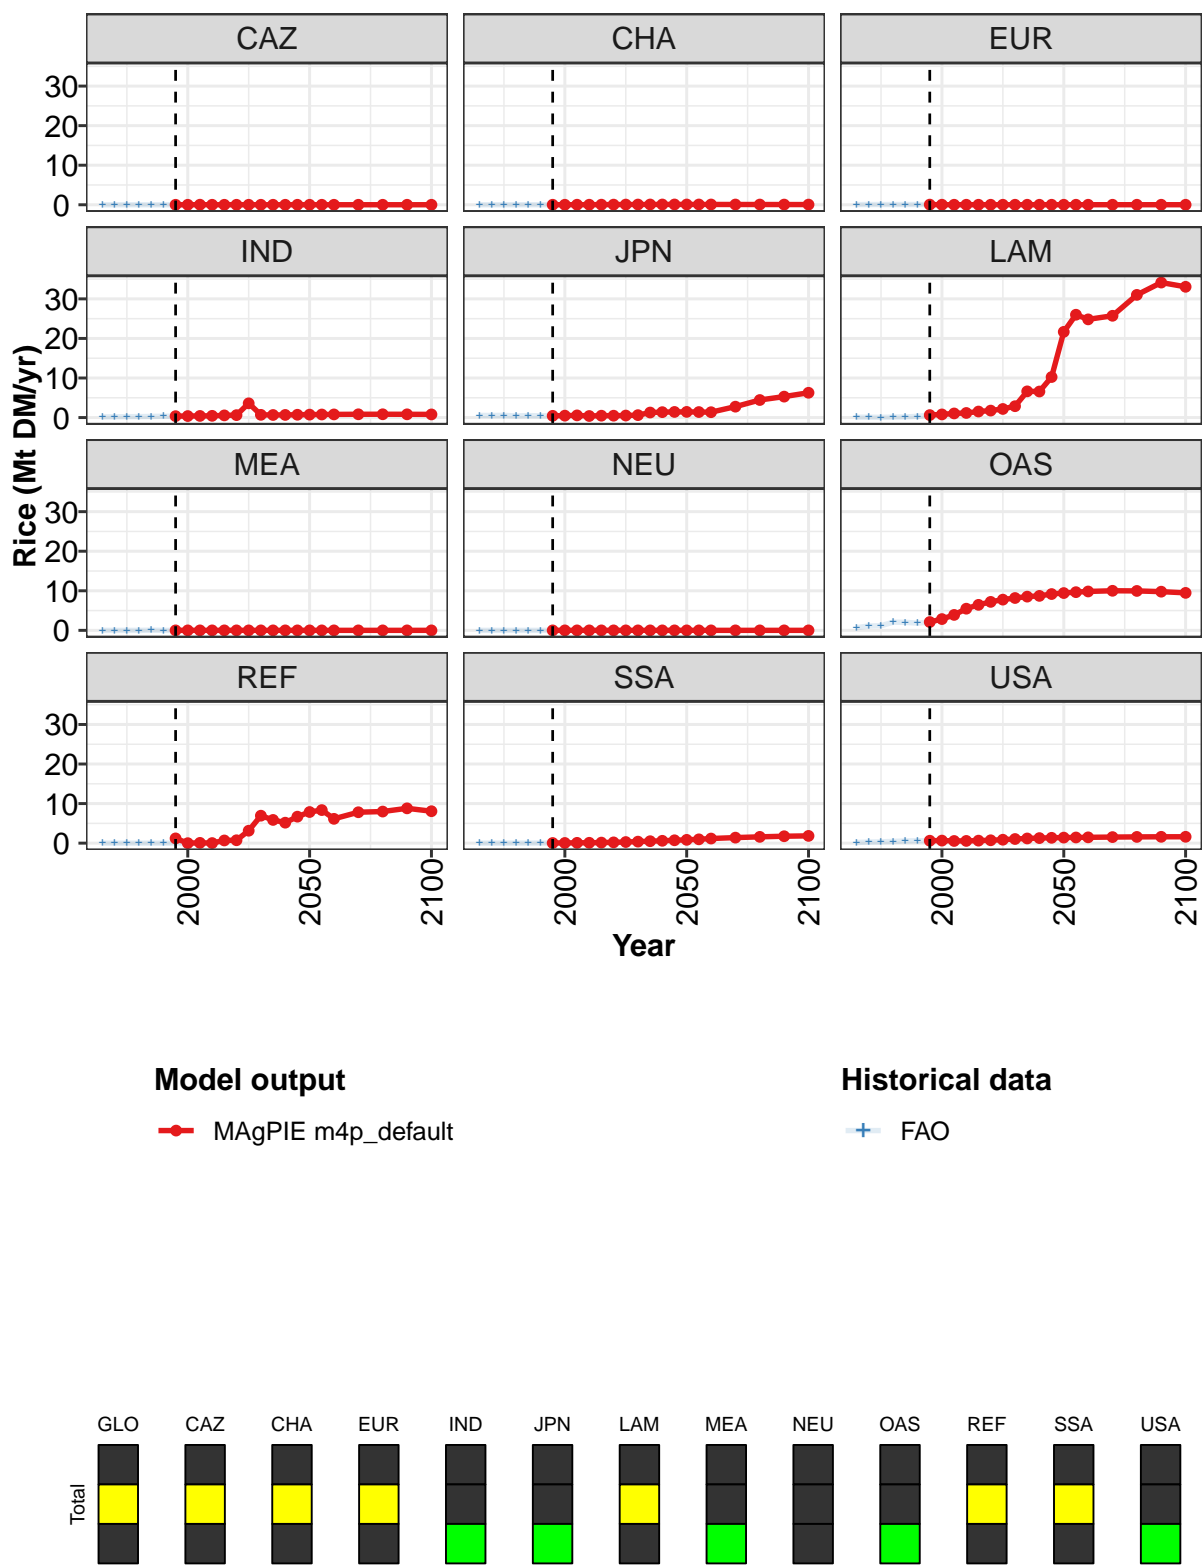 CAZ CHA EUR
30
20
10
0
IND JPN LAM
30
20
10
0
Rice (Mt DM/yr)
MEA NEU OAS
30
20
10
0
REF SSA USA
30
20
10
0
2000 2050 2100 2000 2050 2100 2000 2050 2100
Year
Model output Historical data
MAgPIE m4p_default FAO
GLO CAZ CHA EUR IND JPN LAM MEA NEU OAS REF SSA USA
Total